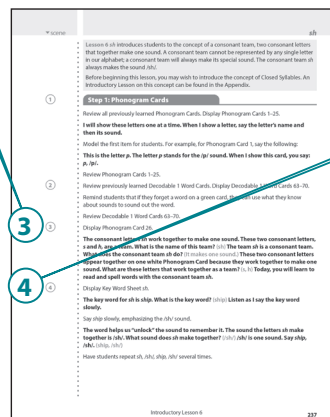 ▼ scene
sh
Lesson 6 sh introduces students to the concept of a consonant team, two consonant letters
that together make one sound. A consonant team cannot be represented by any single letter
in our alphabet; a consonant team will always make its special sound. The consonant team sh
always makes the sound /sh/.
Before beginning this lesson, you may wish to introduce the concept of Closed Syllables. An
Introductory Lesson on this concept can be found in the Appendix.
1
Step 1: Phonogram Cards
Review all previously learned Phonogram Cards. Display Phonogram Cards 1–25.
I will show these letters one at a time. When I show a letter, say the letter's name and
then its sound.
Model the first item for students. For example, for Phonogram Card 1, say the following:
This is the letter p. The letter p stands for the /p/ sound. When I show this card, you say:
p, /p/.
Review Phonogram Cards 1–25.
2
Review previously learned Decodable 1 Word Cards. Display Decodable 1 Word Cards 63–70.
Remind students that if they forget a word on a green card, they can use what they know
about sounds to sound out the word.
Review Decodable 1 Word Cards 63–70.
3
3
Display Phonogram Card 26.
The consonant letters sh work together to make one sound. These two consonant letters,
s and h, are a team. What is the name of this team? (sh) The team sh is a consonant team.
What does the consonant team sh do? (It makes one sound.) These consonant letters
appear together on one white Phonogram Card because they work together to make one
sound. What are these letters that work together as a team? (s, h) Today, you will learn to
read and spell words with the consonant team sh.
4
4
Display Key Word Sheet sh.
The key word for sh is ship. What is the key word? (ship) Listen as I say the key word
slowly.
Say ship slowly, emphasizing the /sh/ sound.
The word helps us "unlock" the sound to remember it. The sound the letters sh make
together is /sh/. What sound does sh make together? (/sh/) /sh/ is one sound. Say ship,
/sh/. (ship, /sh/)
Have students repeat sh, /sh/; ship, /sh/ several times.
Introductory Lesson 6
237